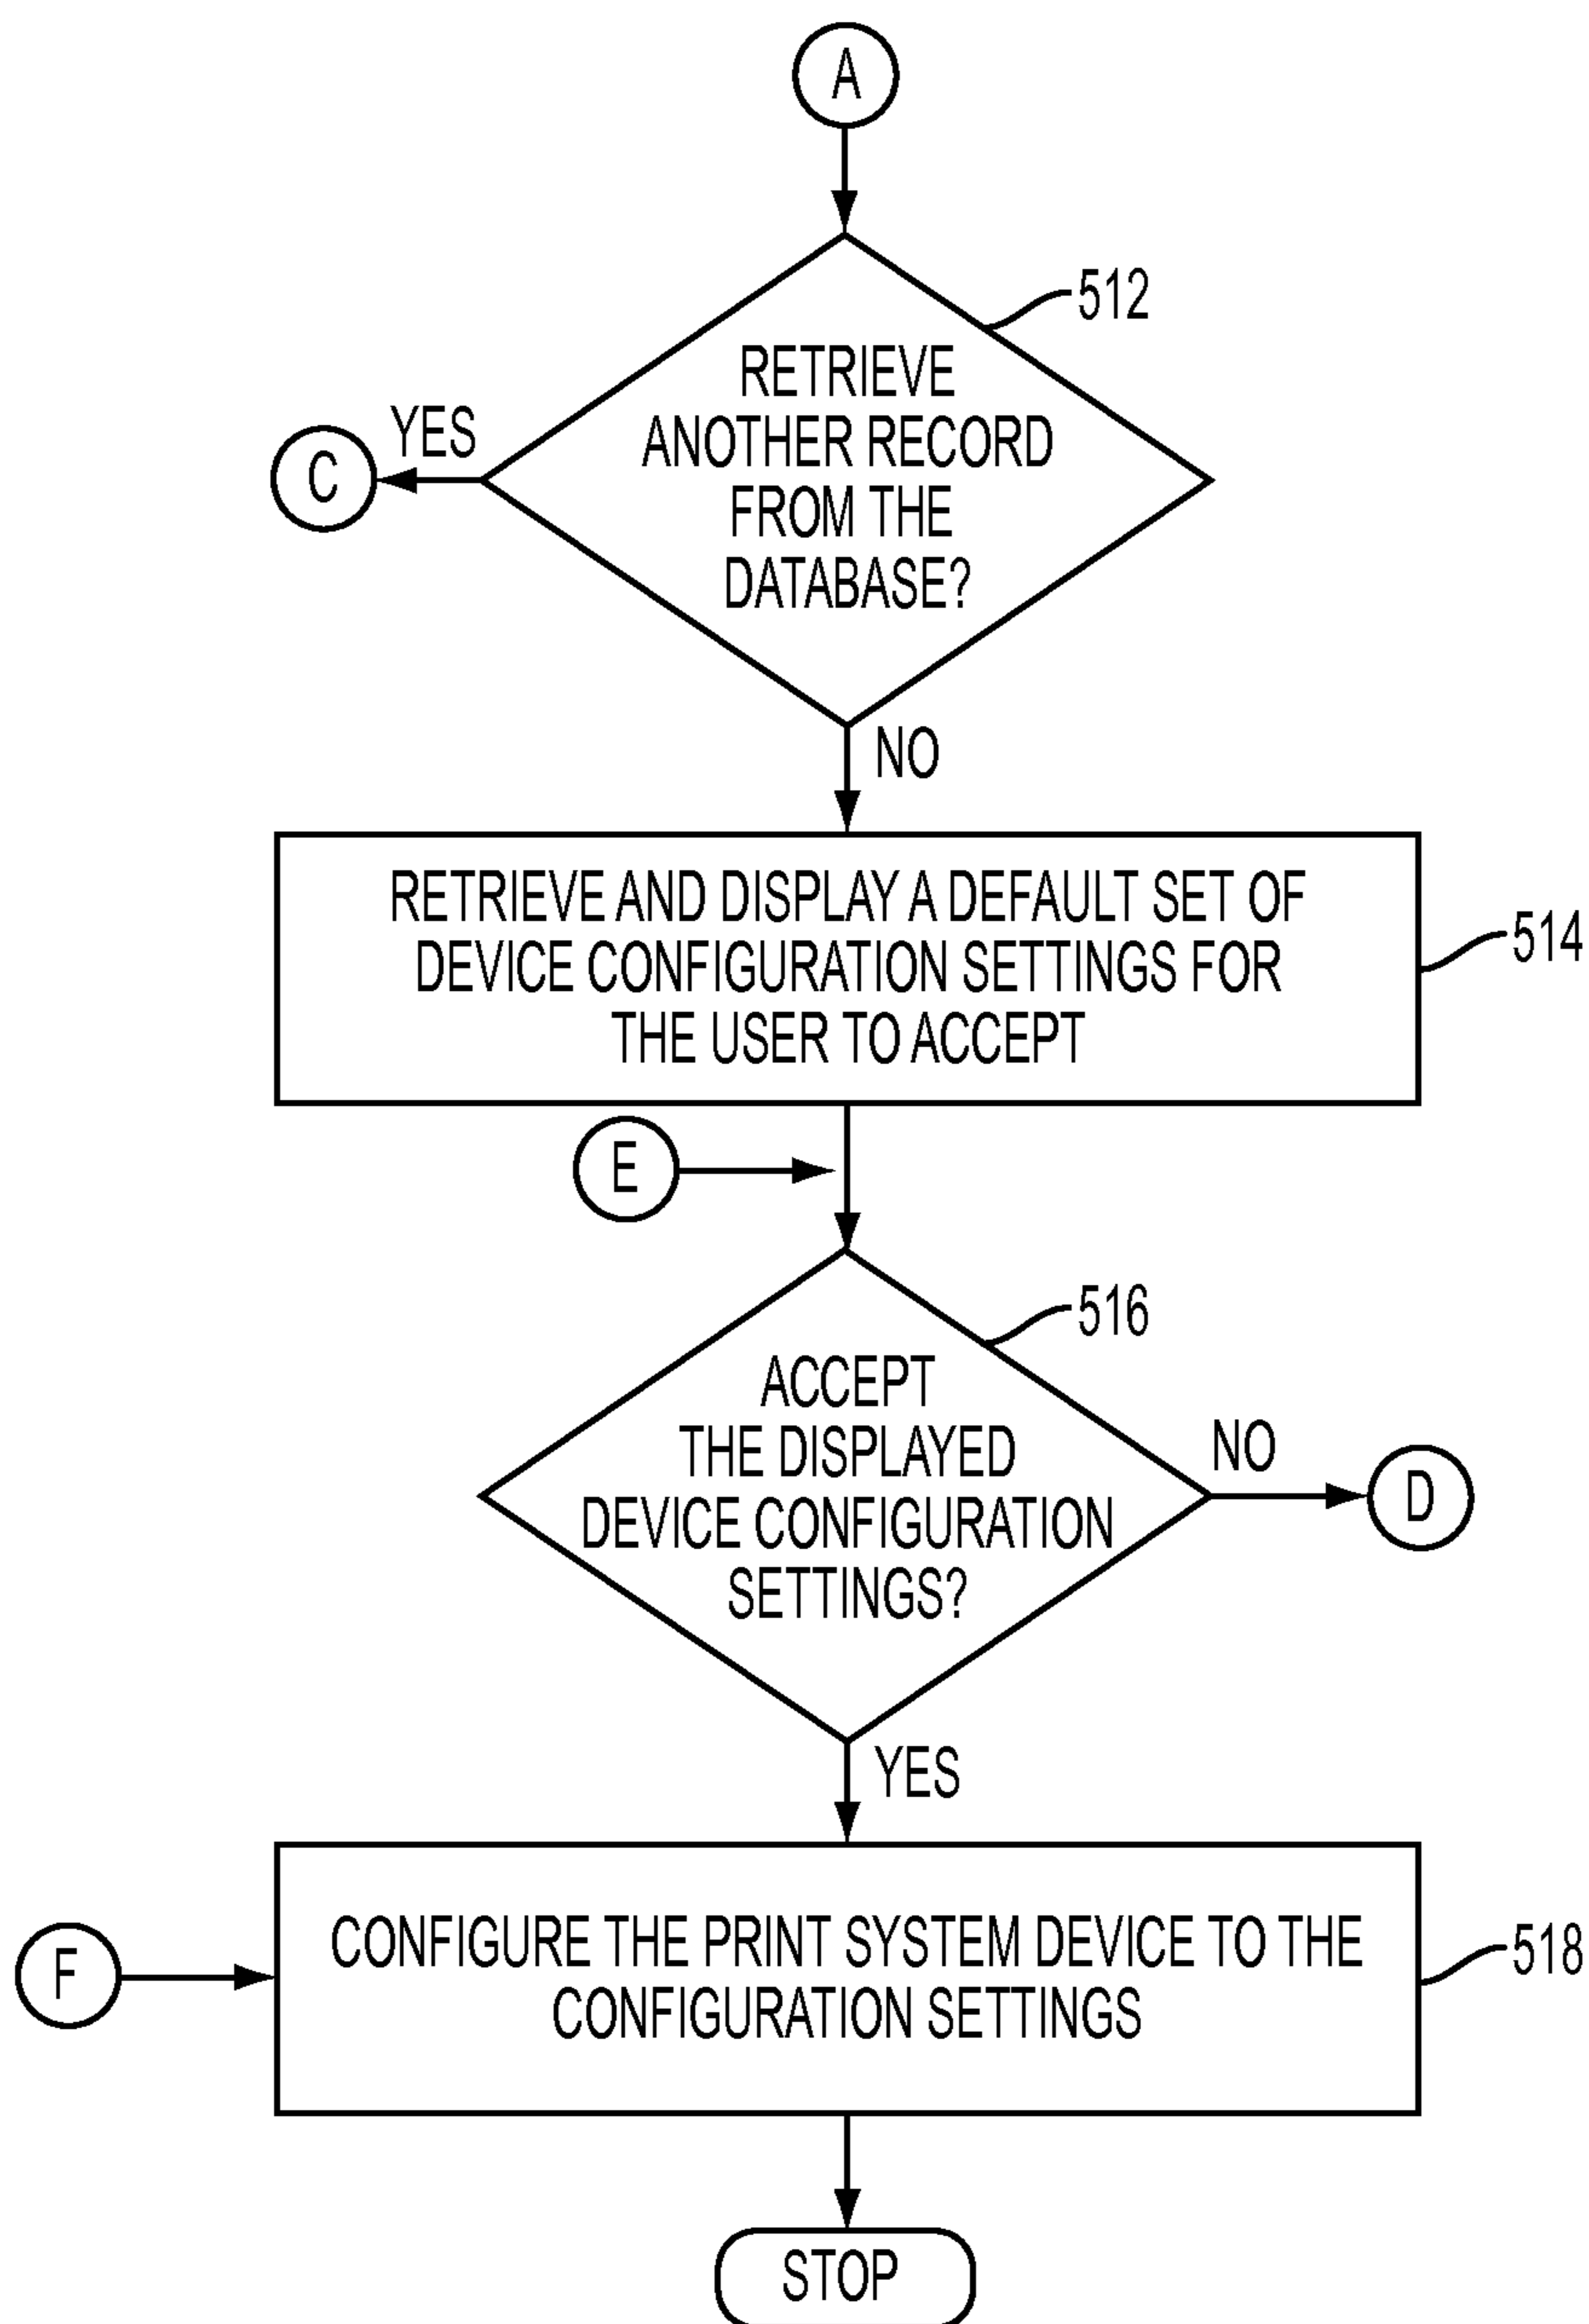 A
512
RETRIEVE
ANOTHER RECORD
FROM THE
DATABASE?
YES
C
NO
RETRIEVE AND DISPLAY A DEFAULT SET OF
DEVICE CONFIGURATION SETTINGS FOR
THE USER TO ACCEPT
514
E
516
ACCEPT
THE DISPLAYED
DEVICE CONFIGURATION
SETTINGS?
NO
D
YES
CONFIGURE THE PRINT SYSTEM DEVICE TO THE
CONFIGURATION SETTINGS
518
F
STOP